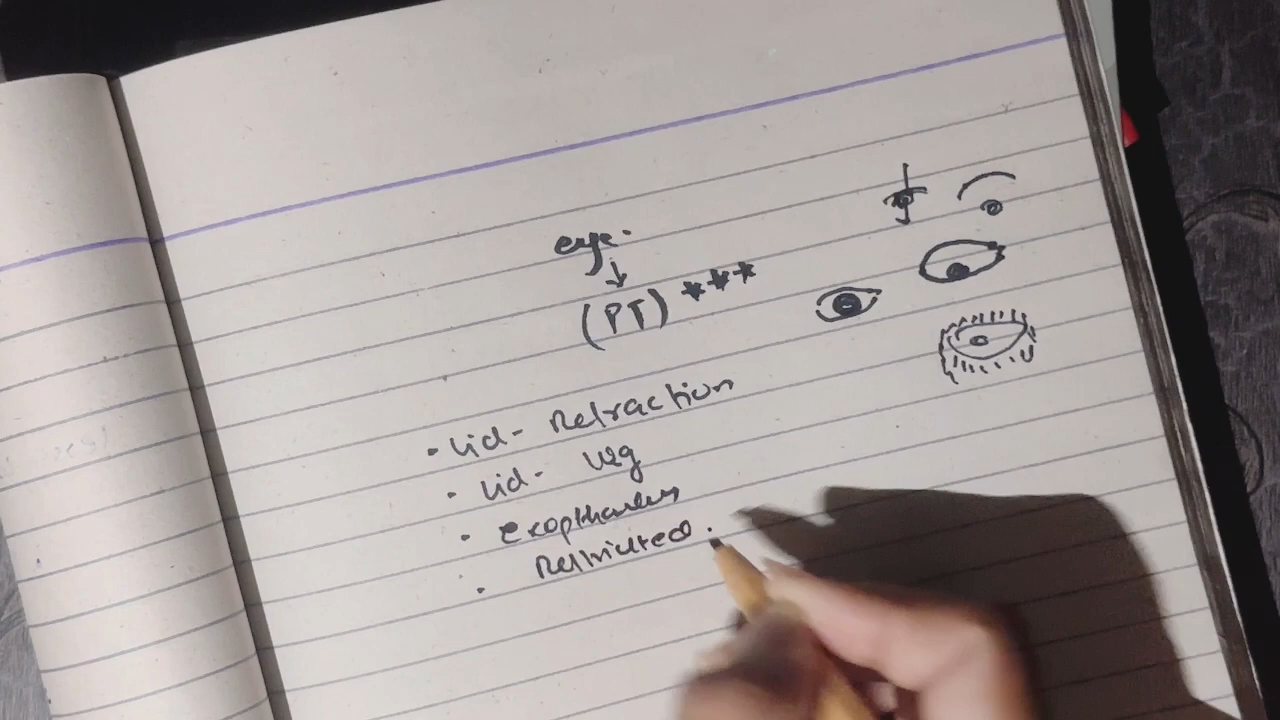 eye.
↓
(PT) ***
· Lid - Retraction
· Lid - Lag
· Exopthalmus
· Restricted .